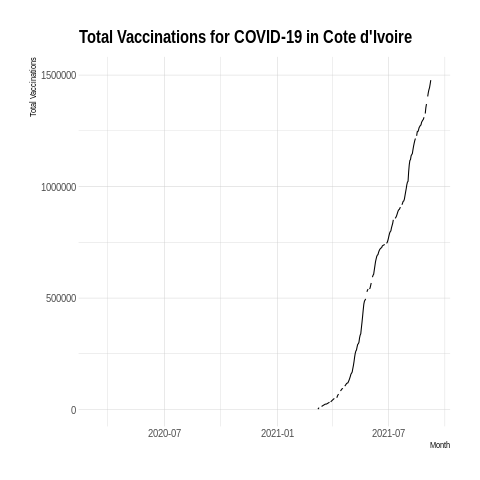 Total Vaccinations for COVID-19 in Cote d'Ivoire
Total Vaccinations
1500000
1000000
500000
0
2020-07 2021-01 2021-07
Month